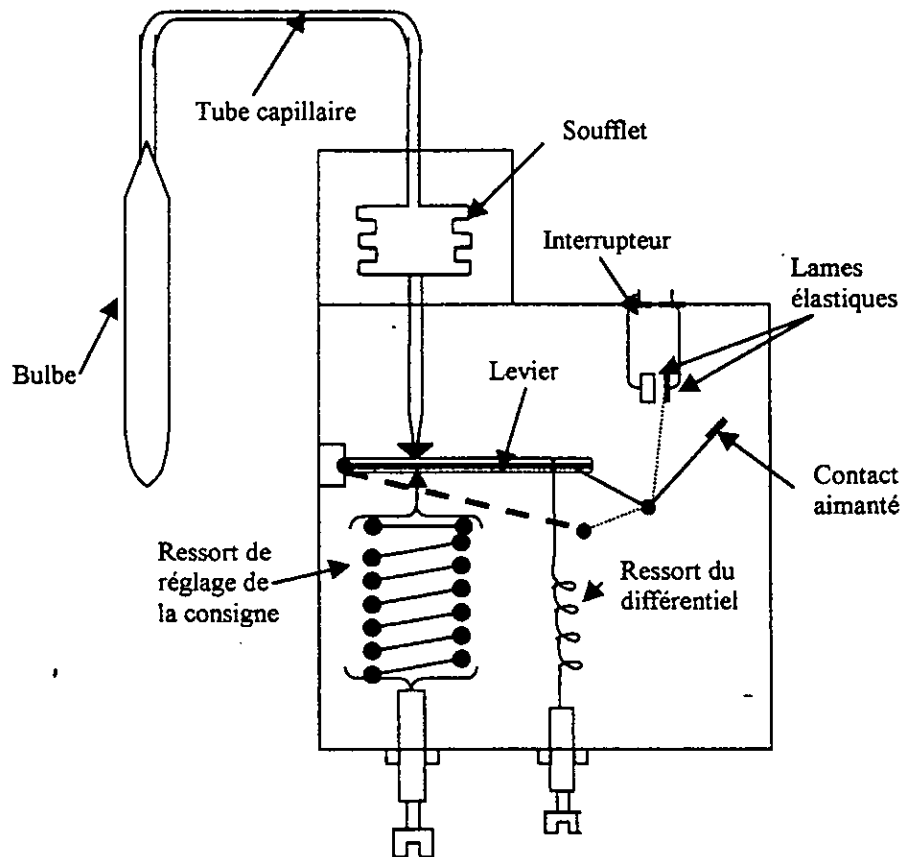 Tube capillaire
Soufflet
Interrupteur
Lames
élastiques
Bulbe
Levier
Contact
aimanté
Ressort de
réglage de
la consigne
Ressort du
différentiel